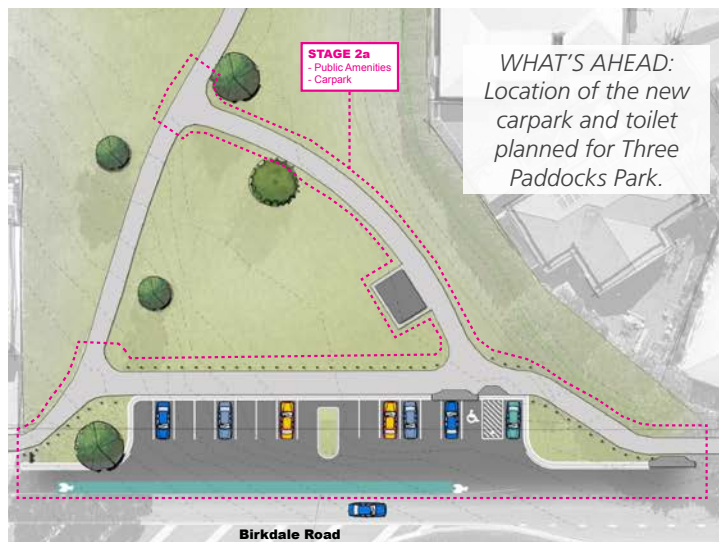 STAGE 2a
- Public Amenities
- Carpark
WHAT'S AHEAD:
Location of the new
carpark and toilet
planned for Three
Paddocks Park.
Birkdale Road